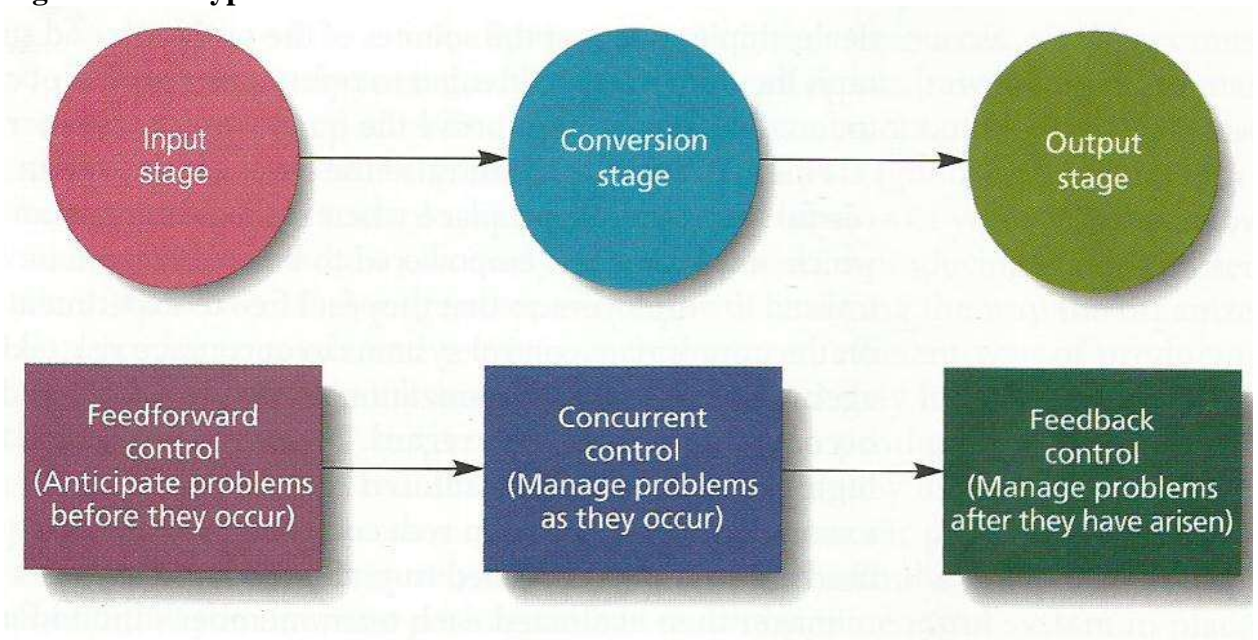 Input
stage
Conversion
stage
Output
stage
Feedforward
control
(Anticipate problems
before they occur)
Concurrent
control
(Manage problems
as they occur)
Feedback
control
(Manage problems
after they have arisen)